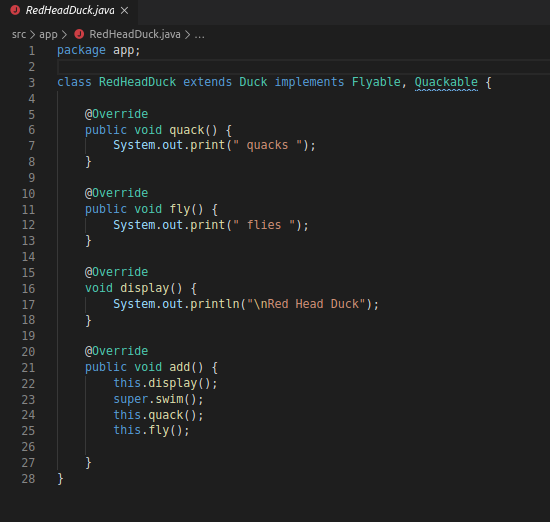 RedHeadDuck.java ×
src > app > RedHeadDuck.java > ...
1 package app;
2
3 class RedHeadDuck extends Duck implements Flyable, Quackable {
4
5     @Override
6     public void quack() {
7         System.out.print(" quacks ");
8     }
9
10     @Override
11     public void fly() {
12         System.out.print(" flies ");
13     }
14
15     @Override
16     void display() {
17         System.out.println("\nRed Head Duck");
18     }
19
20     @Override
21     public void add() {
22         this.display();
23         super.swim();
24         this.quack();
25         this.fly();
26
27     }
28 }